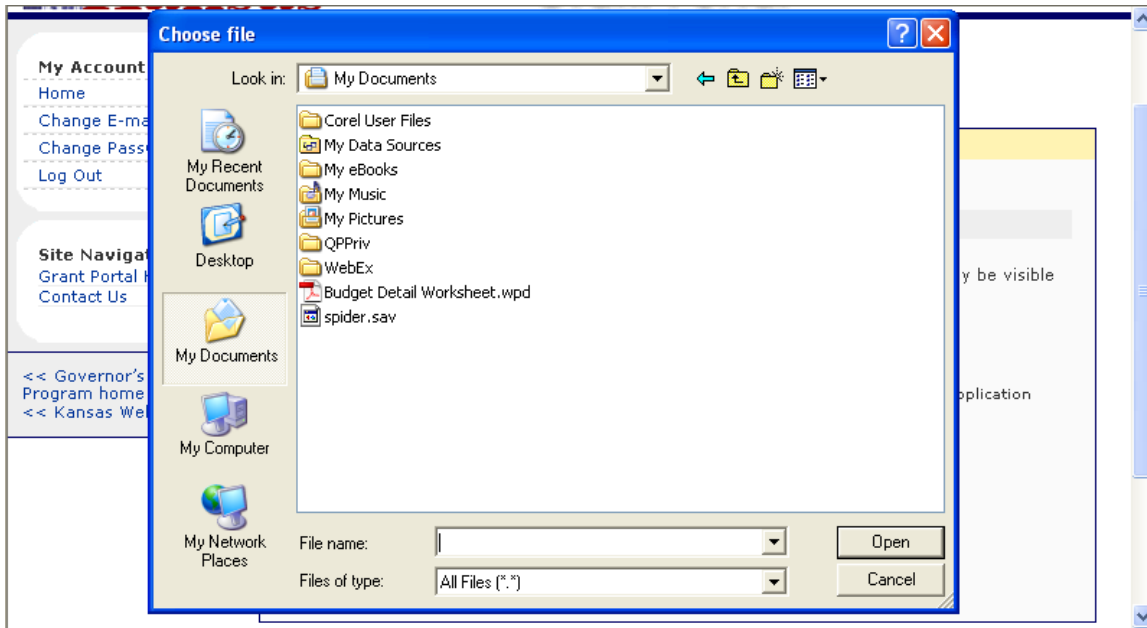 Choose file
My Account
Home
Change E-ma
Change Pass
Log Out
Site Navigat
Grant Portal H
Contact Us
<< Governor's
Program home
<< Kansas Wel
Look in:
My Documents
My Recent
Documents
Desktop
My Documents
My Computer
My Network
Places
Corel User Files
My Data Sources
My eBooks
My Music
My Pictures
QPPriv
WebEx
Budget Detail Worksheet.wpd
spider.sav
File name:
Open
Files of type:
All Files (*.*)
Cancel
y be visible
pplication